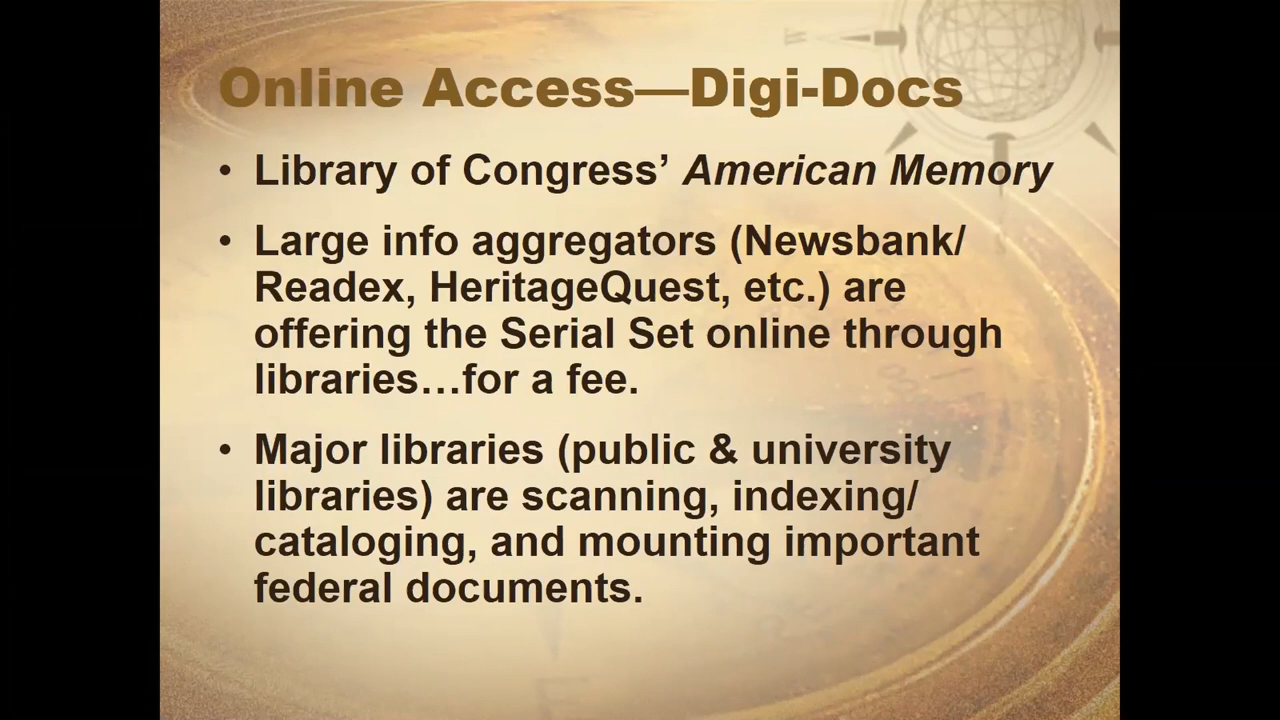 Online Access—Digi-Docs
• Library of Congress’ American Memory
• Large info aggregators (Newsbank/
Readex, HeritageQuest, etc.) are
offering the Serial Set online through
libraries…for a fee.
• Major libraries (public & university
libraries) are scanning, indexing/
cataloging, and mounting important
federal documents.